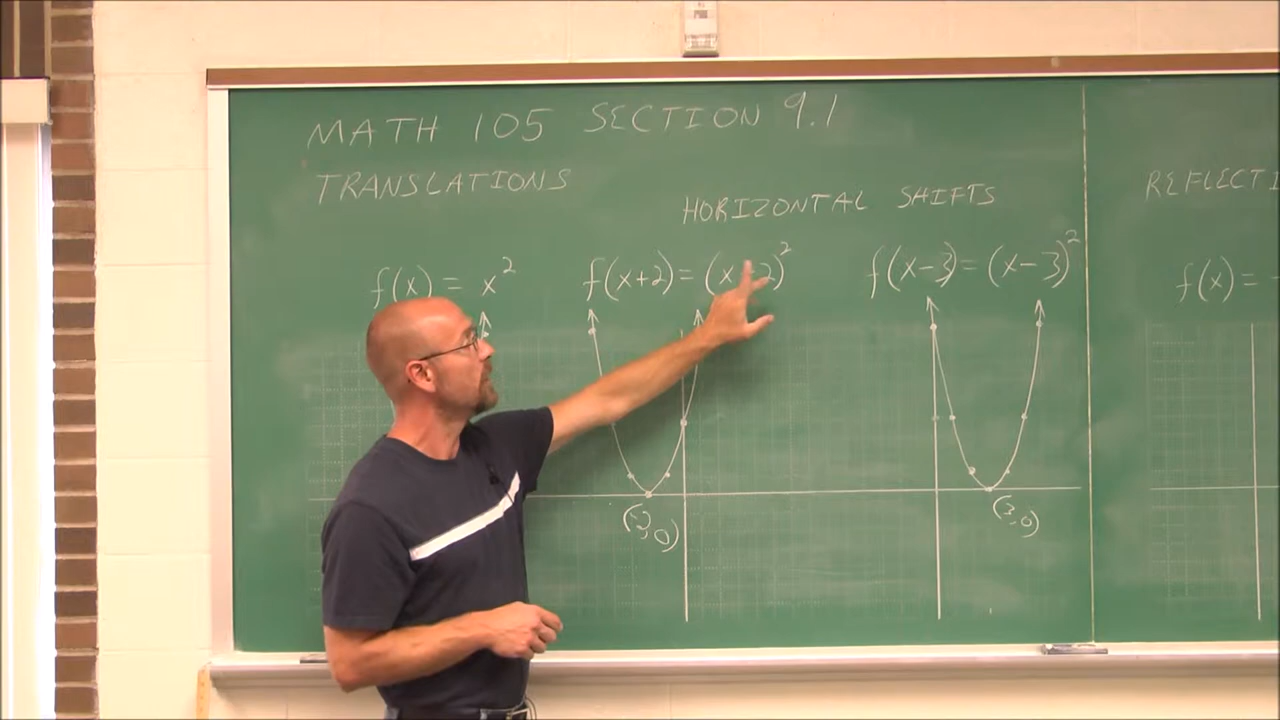 MATH 105 SECTION 9.1
TRANSLATIONS
HORIZONTAL SHIFTS
f(x) = x²
f(x+2) = (x+2)²
f(x-3) = (x-3)²
(-2,0)
(3,0)
REFLECTI
f(x) = -